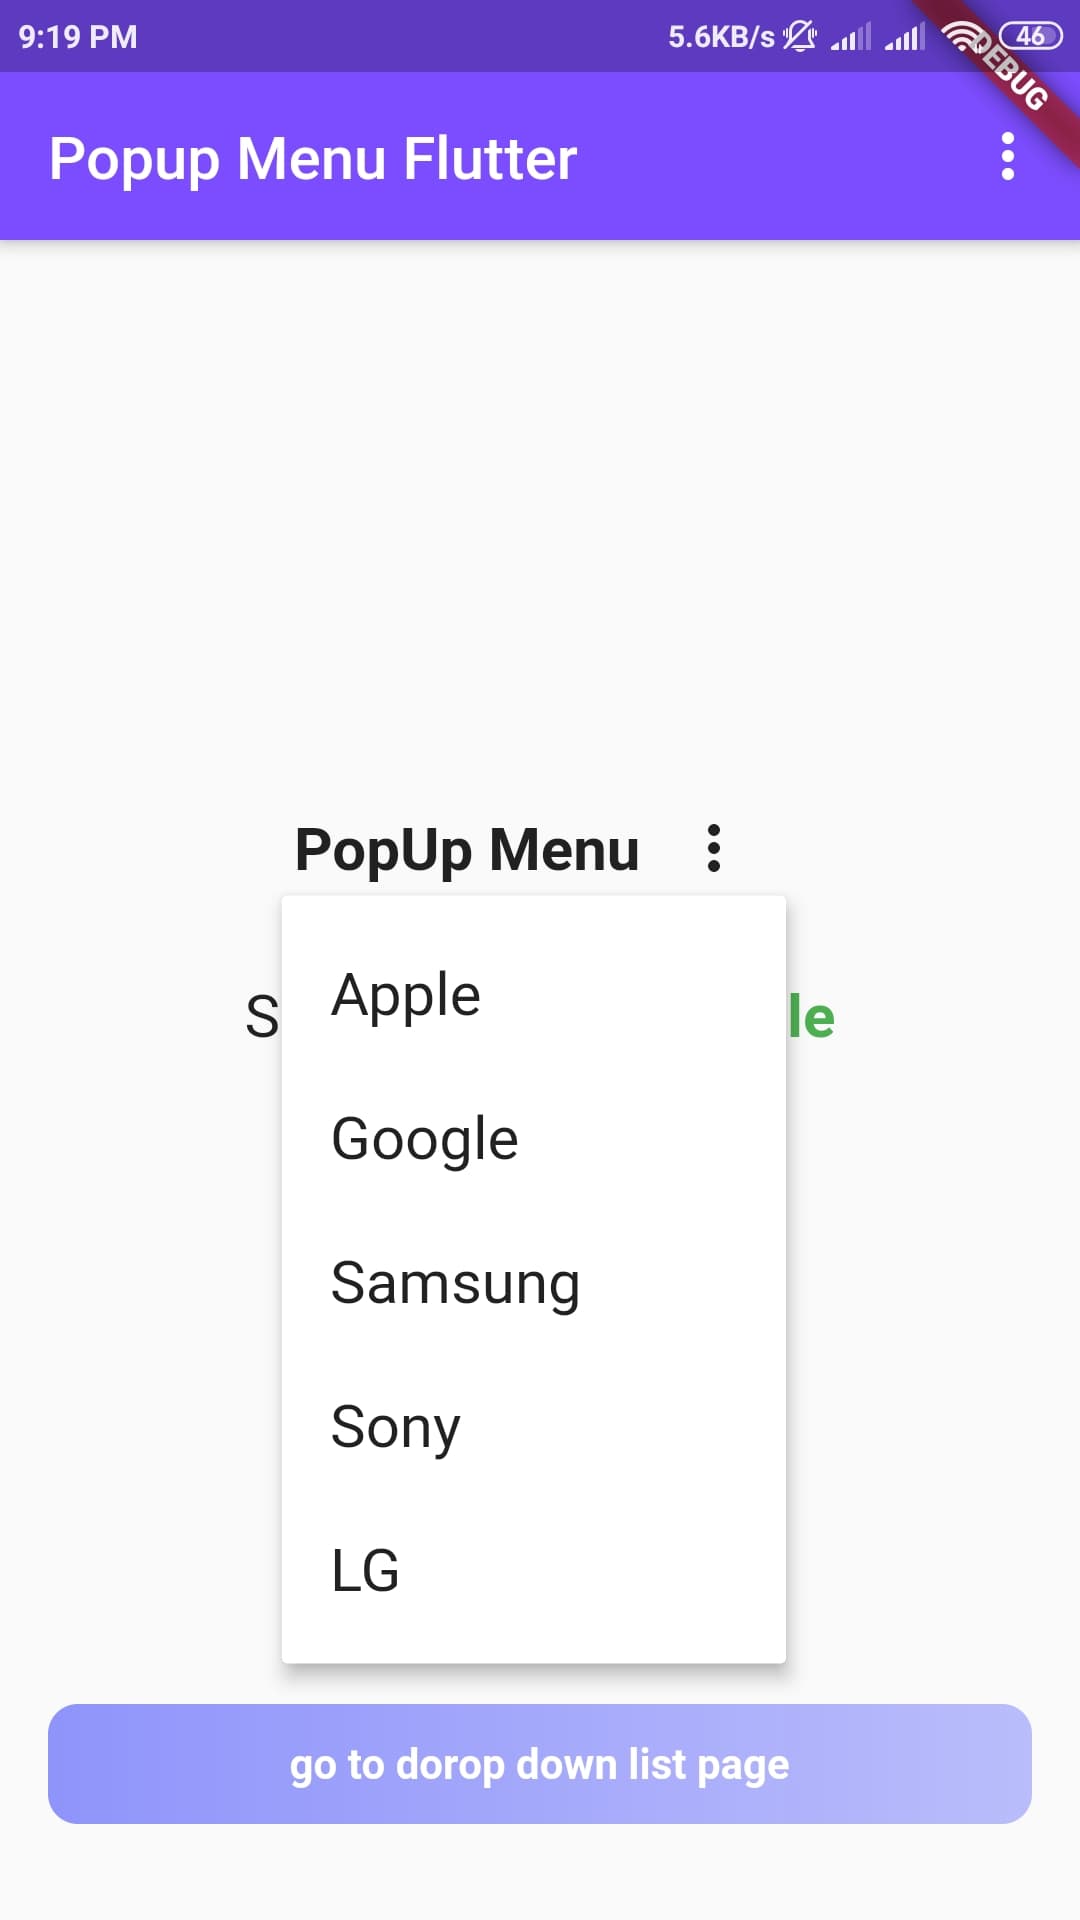 9:19 PM 5.6KB/s 46
DEBUG
Popup Menu Flutter
PopUp Menu
S le
Apple
Google
Samsung
Sony
LG
go to dorop down list page